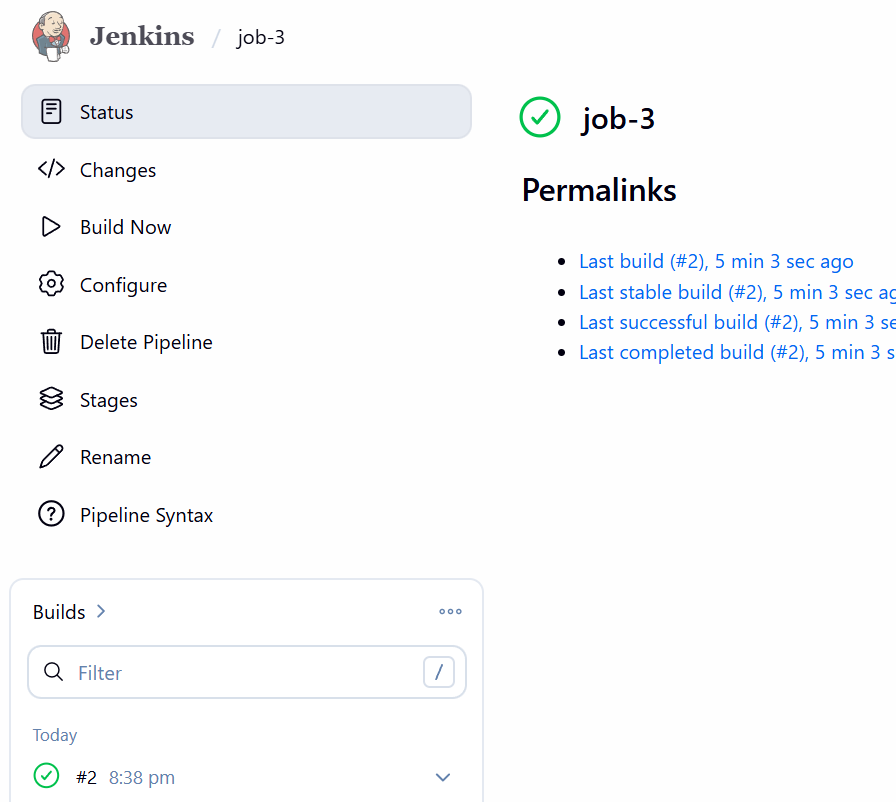 Jenkins / job-3
Status
Changes
Build Now
Configure
Delete Pipeline
Stages
Rename
Pipeline Syntax
job-3
Permalinks
Last build (#2), 5 min 3 sec ago
Last stable build (#2), 5 min 3 sec ag
Last successful build (#2), 5 min 3 se
Last completed build (#2), 5 min 3 s
Builds
Filter /
Today
#2 8:38 pm